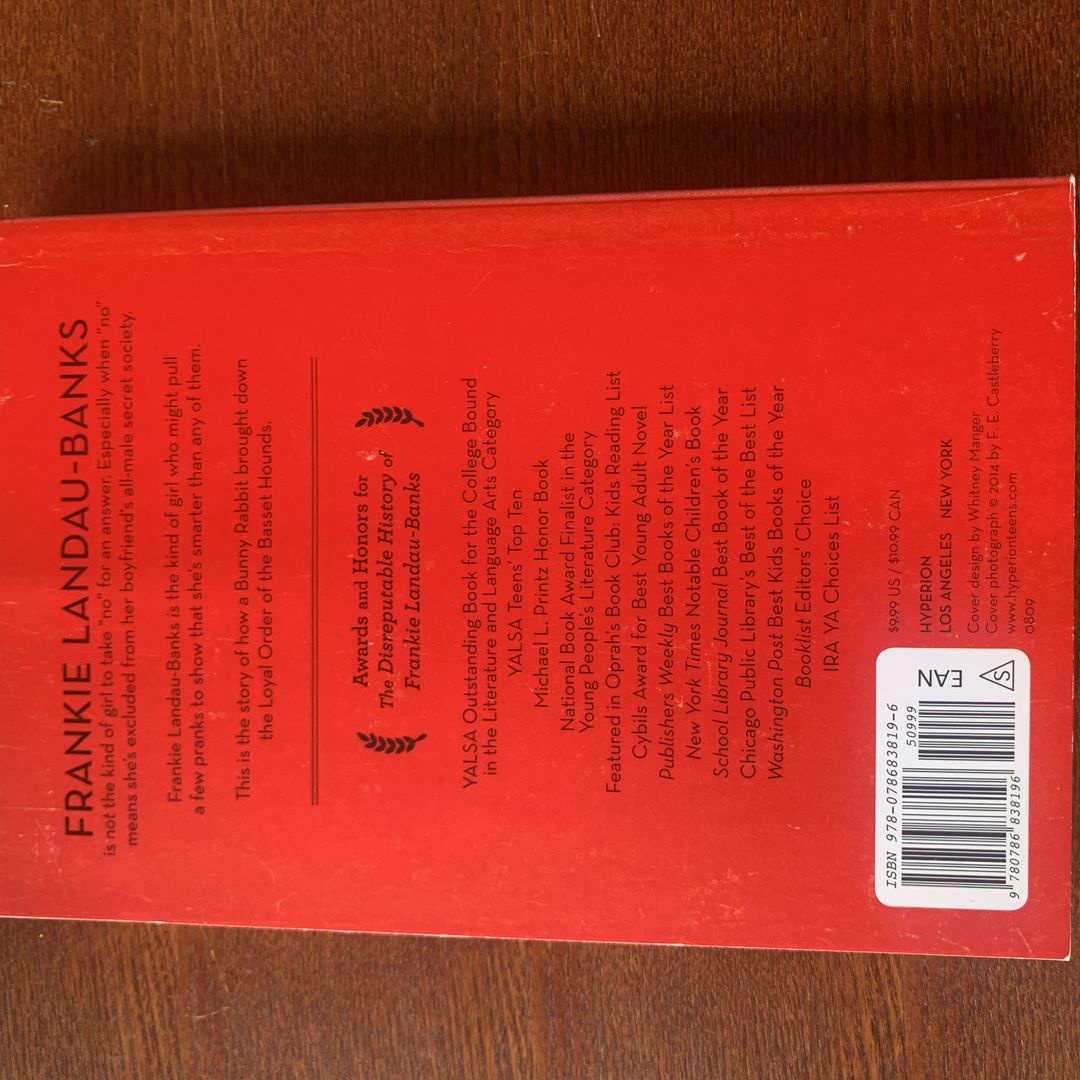 FRANKIE LANDAU-BANKS
is not the kind of girl to take “no” for an answer. Especially when “no”
means she’s excluded from her boyfriend’s all-male secret society.
Frankie Landau-Banks is the kind of girl who might pull
a few pranks to show that she’s smarter than any of them.
This is the story of how a Bunny Rabbit brought down
the Loyal Order of the Basset Hounds.
Awards and Honors for
The Disreputable History of
Frankie Landau-Banks
YALSA Outstanding Book for the College Bound
in the Literature and Language Arts Category
YALSA Teens’ Top Ten
Michael L. Printz Honor Book
National Book Award Finalist in the
Young People’s Literature Category
Featured in Oprah’s Book Club: Kids Reading List
Cybils Award for Best Young Adult Novel
Publishers Weekly Best Books of the Year List
New York Times Notable Children’s Book
School Library Journal Best Book of the Year
Chicago Public Library’s Best of the Best List
Washington Post Best Kids Books of the Year
Booklist Editors’ Choice
IRA YA Choices List
ISBN 978-078683819-6
50999
9 780786 838196
EAN
S
$9.99 US / $10.99 CAN
HYPERION
LOS ANGELES NEW YORK
Cover design by Whitney Manger
Cover photograph © 2014 by F. E. Castleberry
www.hyperionteens.com
0809